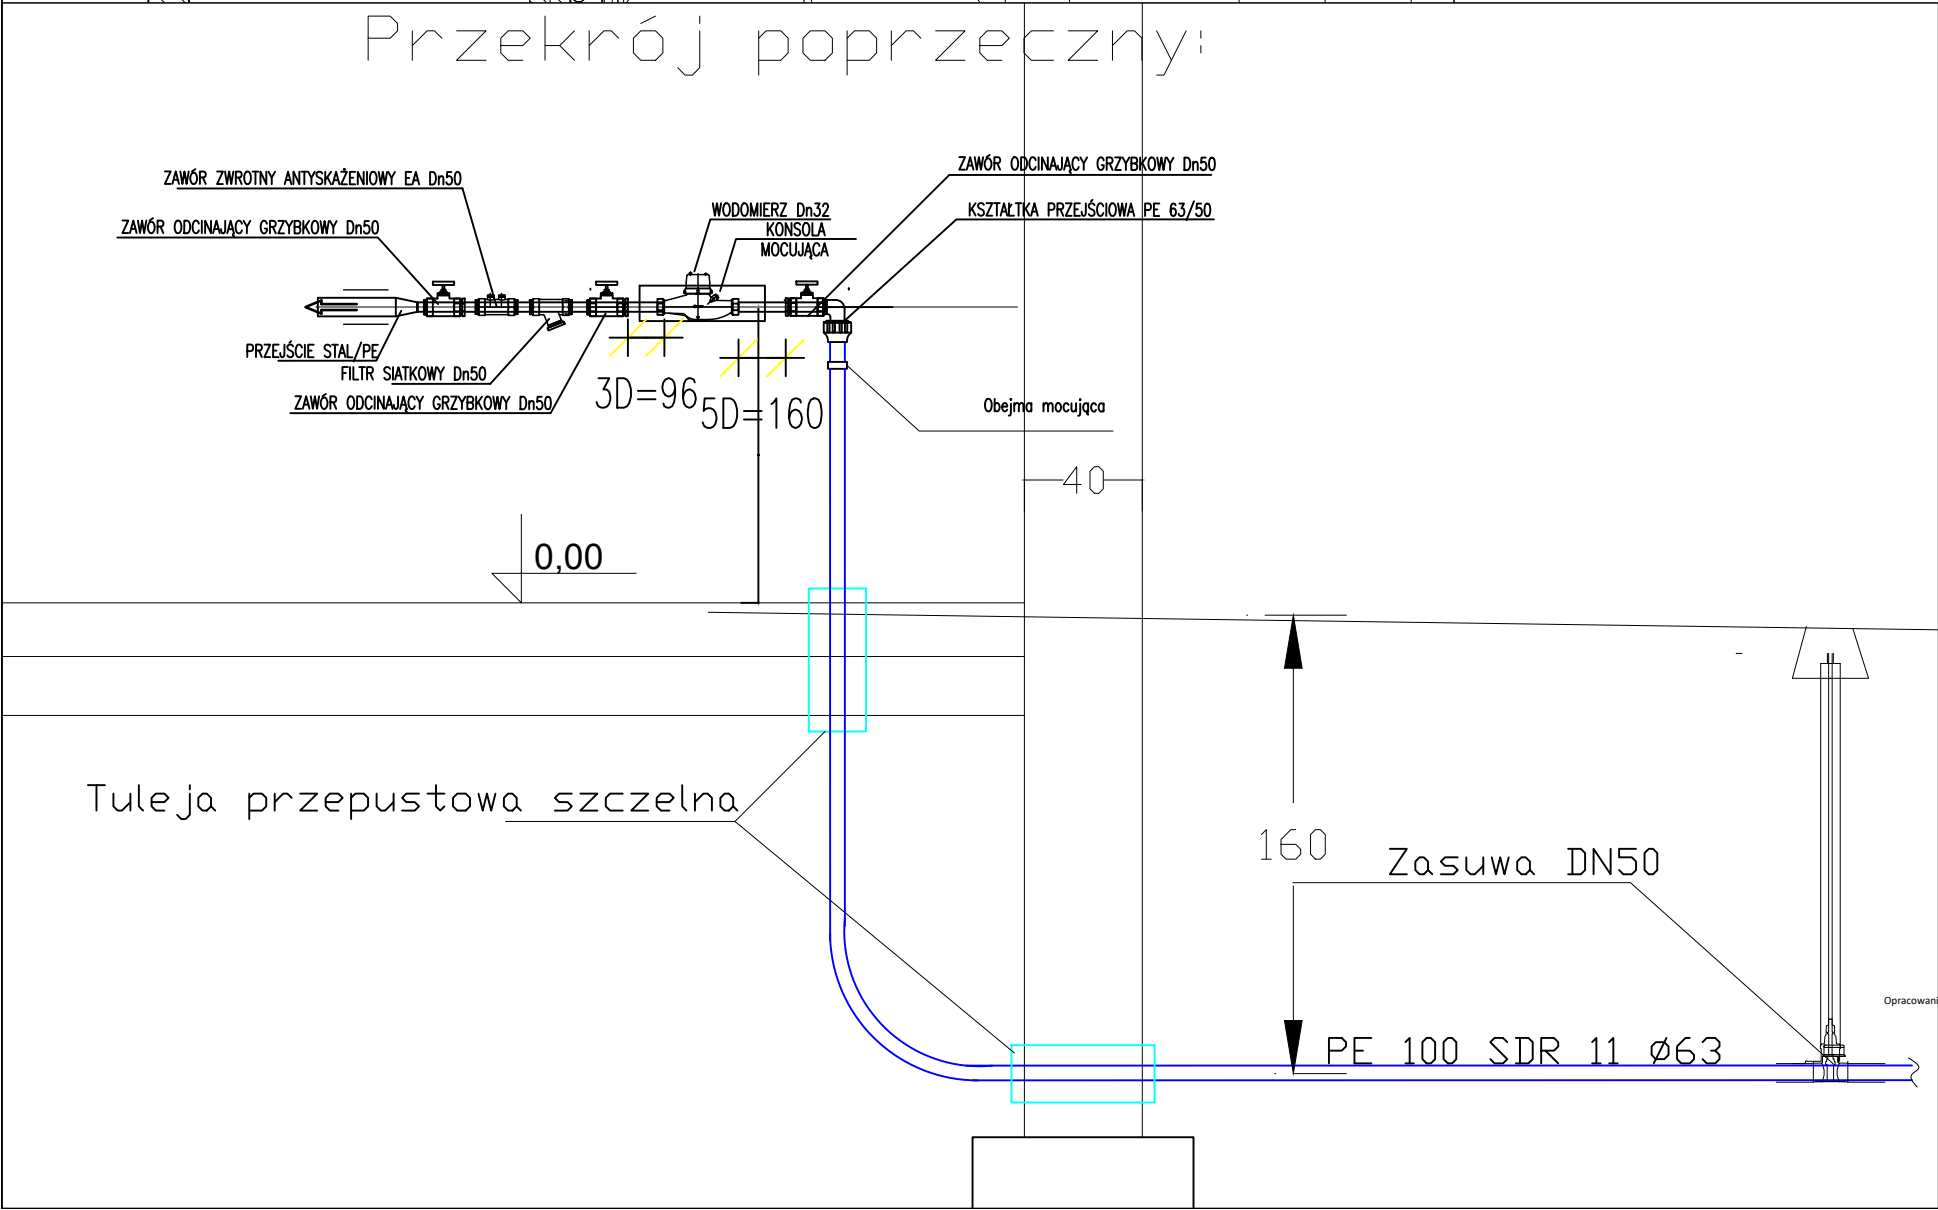 Przekrój poprzeczny:
ZAWÓR ZWROTNY ANTYSKAŻENIOWY EA Dn50
ZAWÓR ODCINAJĄCY GRZYBKOWY Dn50
ZAWÓR ODCINAJĄCY GRZYBKOWY Dn50
KSZTAŁTKA PRZEJŚCIOWA PE 63/50
WODOMIERZ Dn32
KONSOLA
MOCUJĄCA
PRZEJŚCIE STAL/PE
FILTR SIATKOWY Dn50
ZAWÓR ODCINAJĄCY GRZYBKOWY Dn50
3D=96
5D=160
Obejma mocująca
40
0,00
Tuleja przepustowa szczelna
160
Zasuwa DN50
Opracowani
PE 100 SDR 11 Ø63